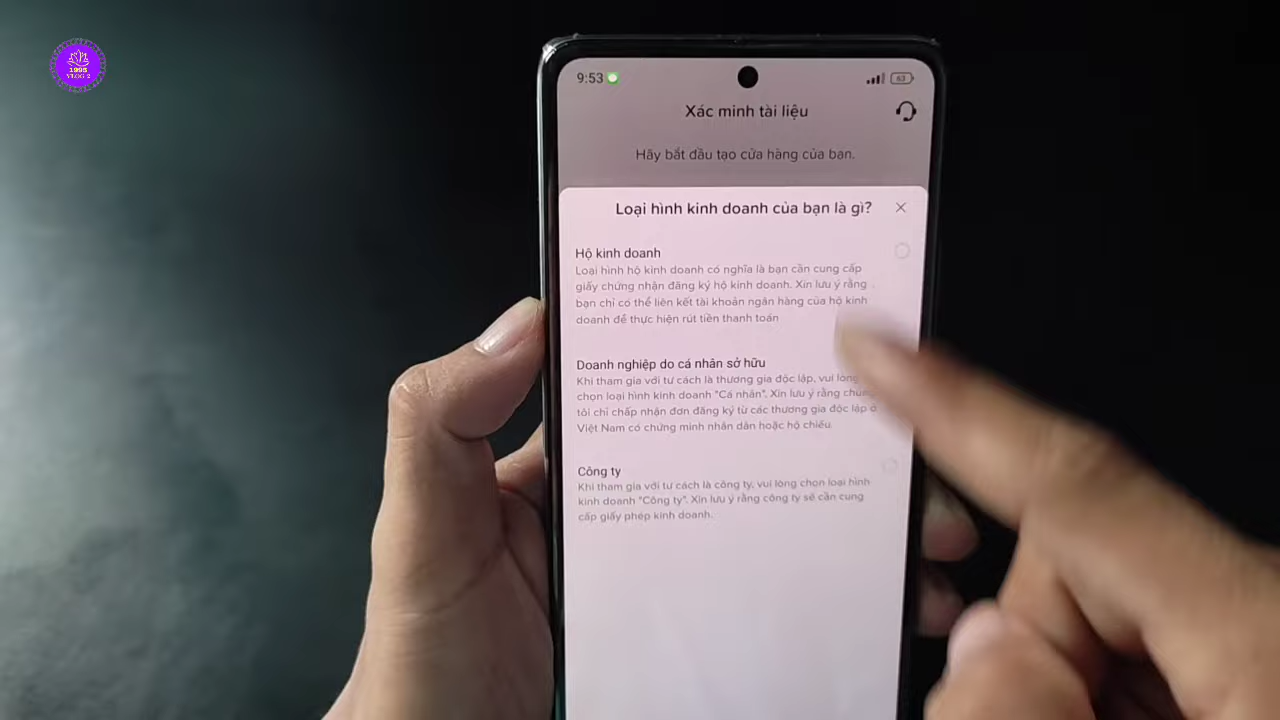 1995
VLOG 2
9:53
63
Xác minh tài liệu
Hãy bắt đầu tạo cửa hàng của bạn.
Loại hình kinh doanh của bạn là gì?
Hộ kinh doanh
Loại hình hộ kinh doanh có nghĩa là bạn cần cung cấp
giấy chứng nhận đăng ký hộ kinh doanh. Xin lưu ý rằng
bạn chỉ có thể liên kết tài khoản ngân hàng của hộ kinh
doanh để thực hiện rút tiền thanh toán
Doanh nghiệp do cá nhân sở hữu
Khi tham gia với tư cách là thương gia độc lập, vui lòng
chọn loại hình kinh doanh "Cá nhân". Xin lưu ý rằng chúng
tôi chỉ chấp nhận đơn đăng ký từ các thương gia độc lập ở
Việt Nam có chứng minh nhân dân hoặc hộ chiếu.
Công ty
Khi tham gia với tư cách là công ty, vui lòng chọn loại hình
kinh doanh "Công ty". Xin lưu ý rằng công ty sẽ cần cung
cấp giấy phép kinh doanh.